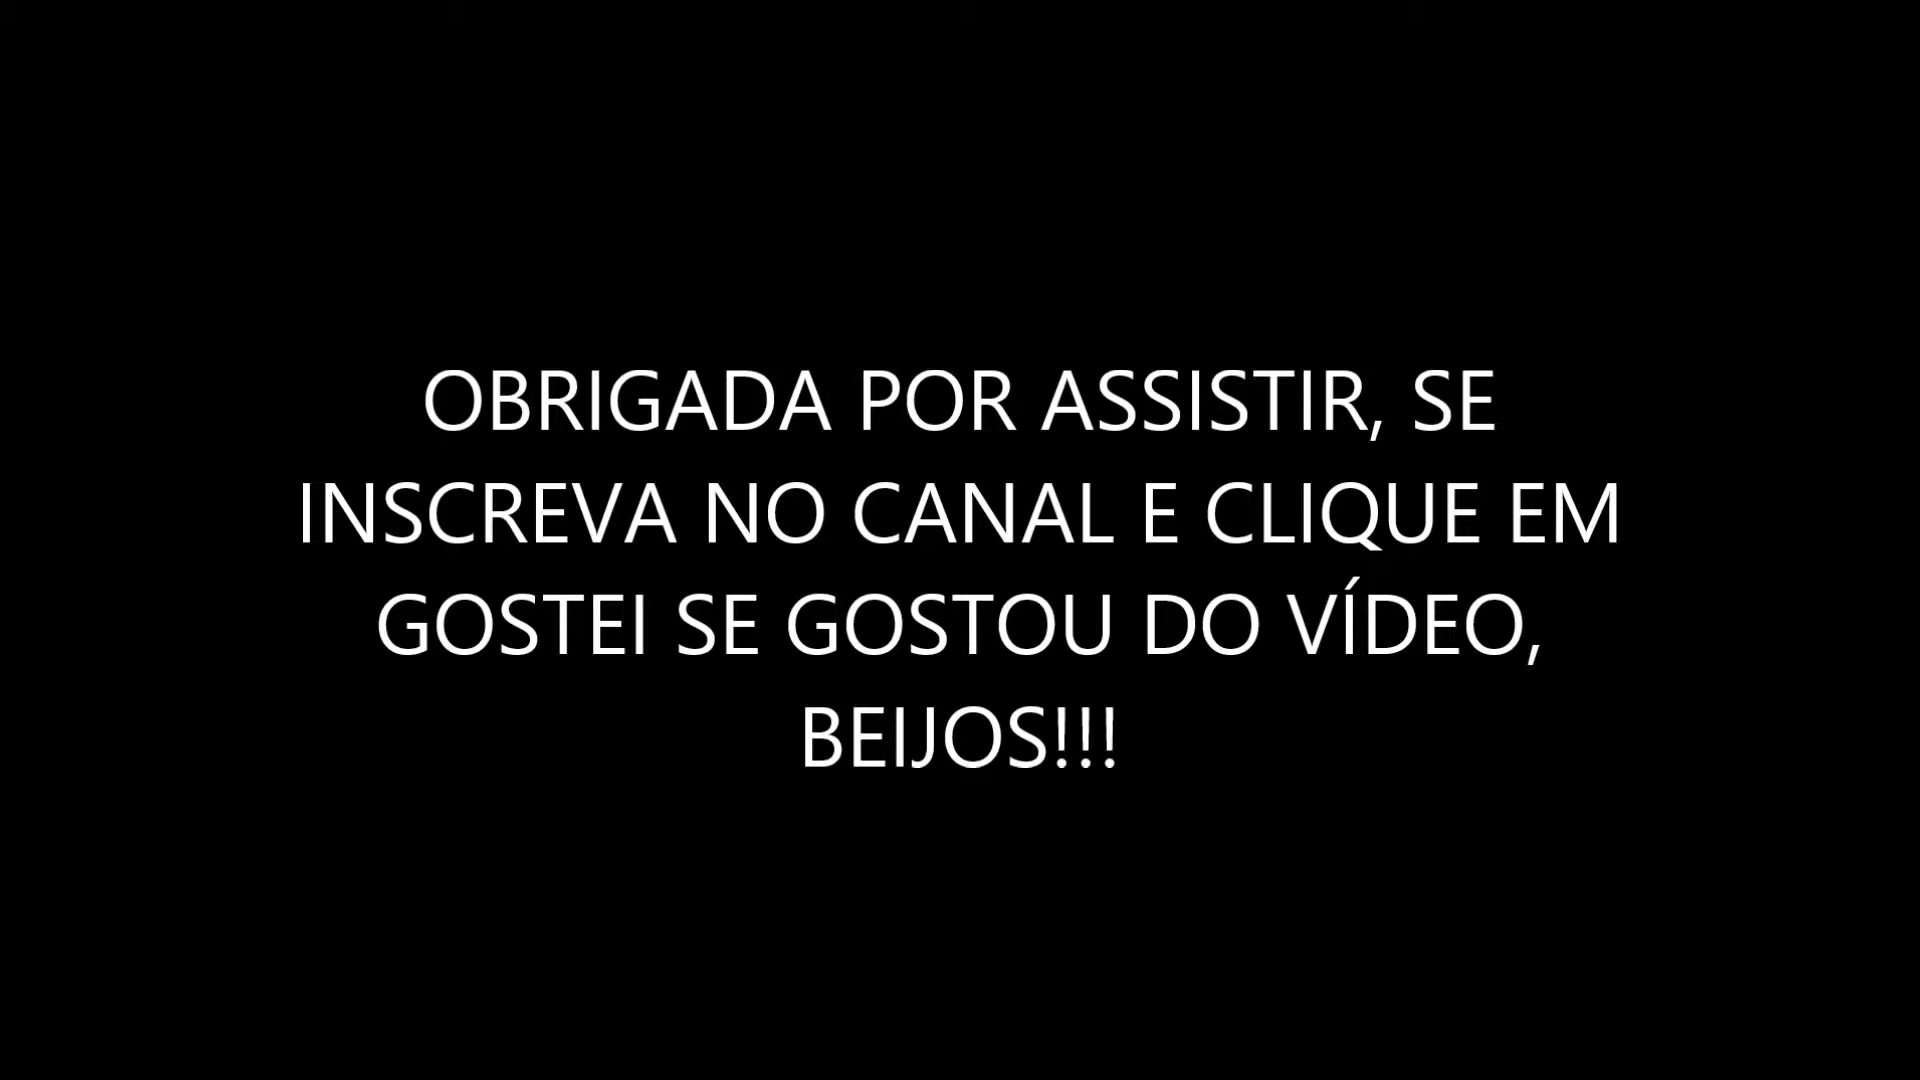 OBRIGADA POR ASSISTIR, SE
INSCREVA NO CANAL E CLIQUE EM
GOSTEI SE GOSTOU DO VÍDEO,
BEIJOS!!!